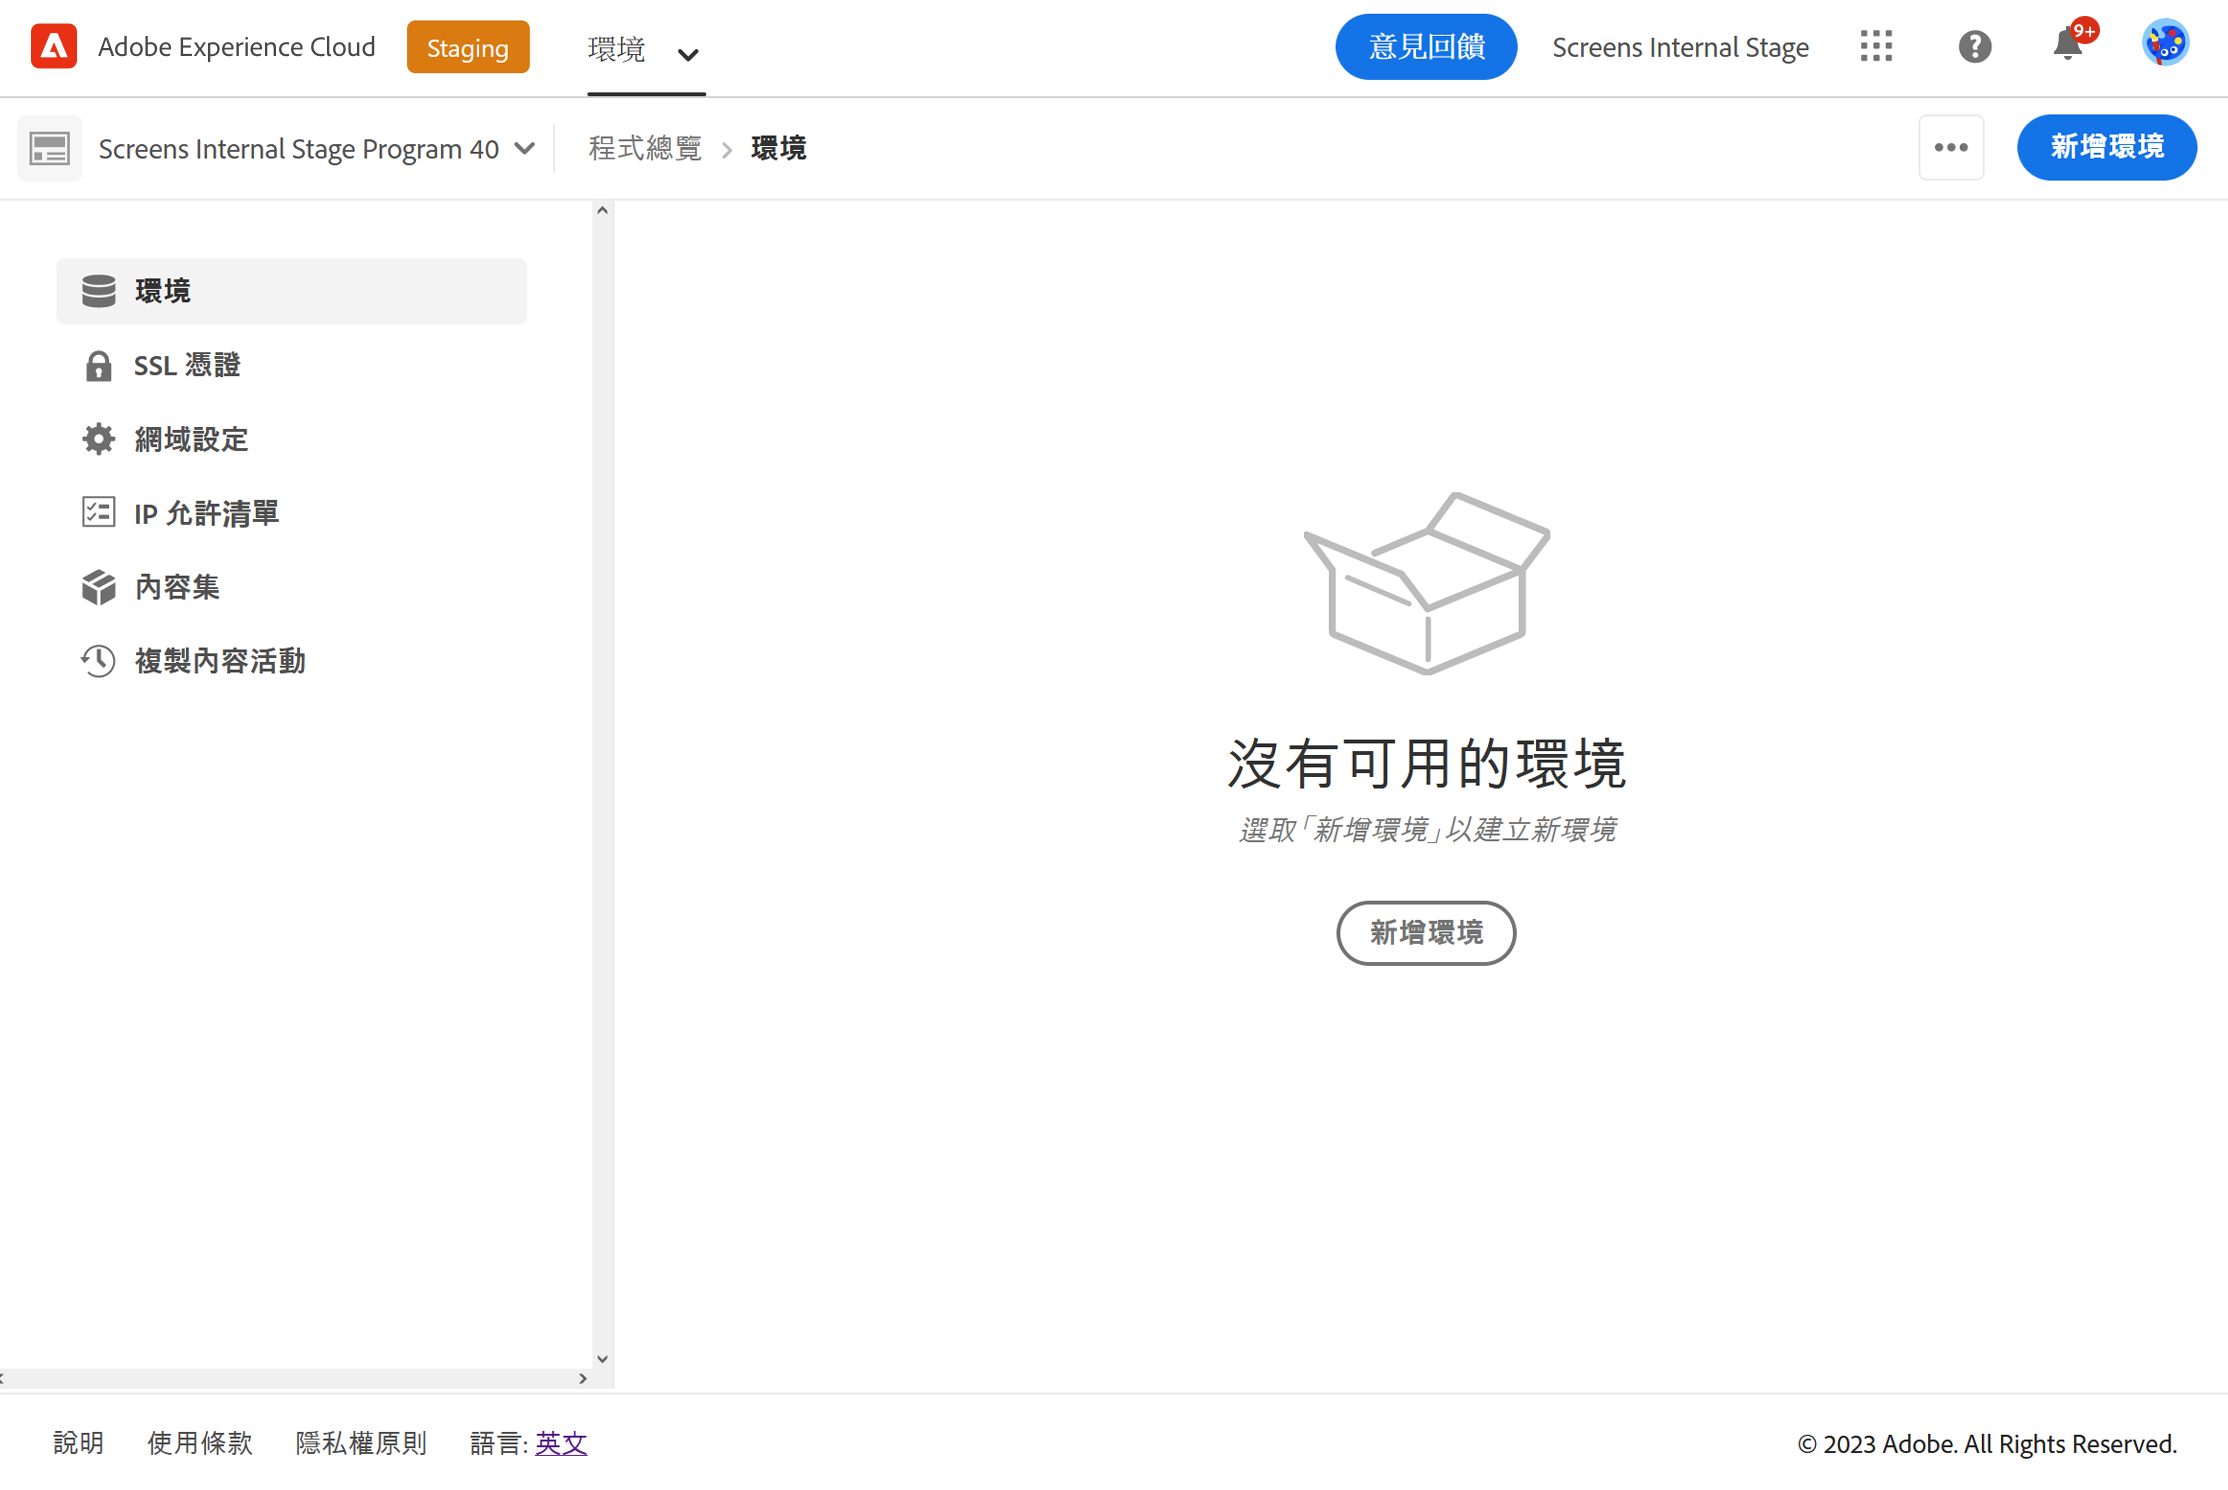 Adobe Experience Cloud Staging 環境 意見回饋 Screens Internal Stage 9+
Screens Internal Stage Program 40 程式總覽 環境 新增環境
環境
SSL 憑證
網域設定
IP 允許清單
內容集
複製內容活動
沒有可用的環境
選取「新增環境」以建立新環境
新增環境
說明 使用條款 隱私權原則 語言: 英文 © 2023 Adobe. All Rights Reserved.